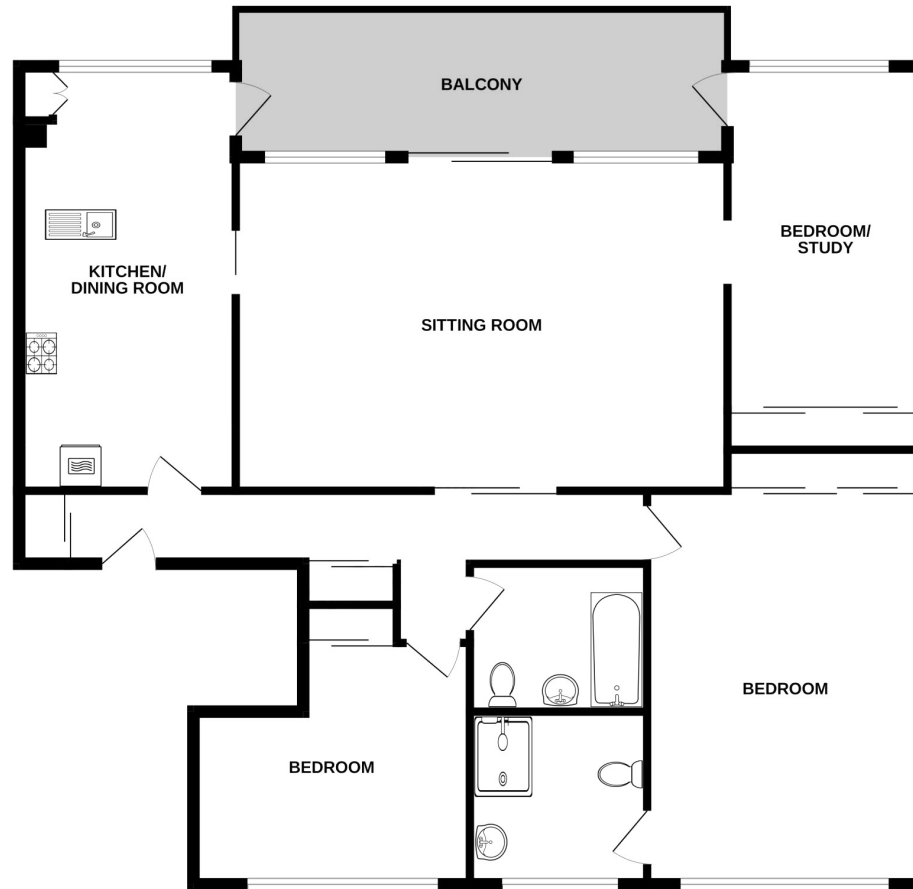 BALCONY
BEDROOM/
STUDY
KITCHEN/
DINING ROOM
SITTING ROOM
BEDROOM
BEDROOM